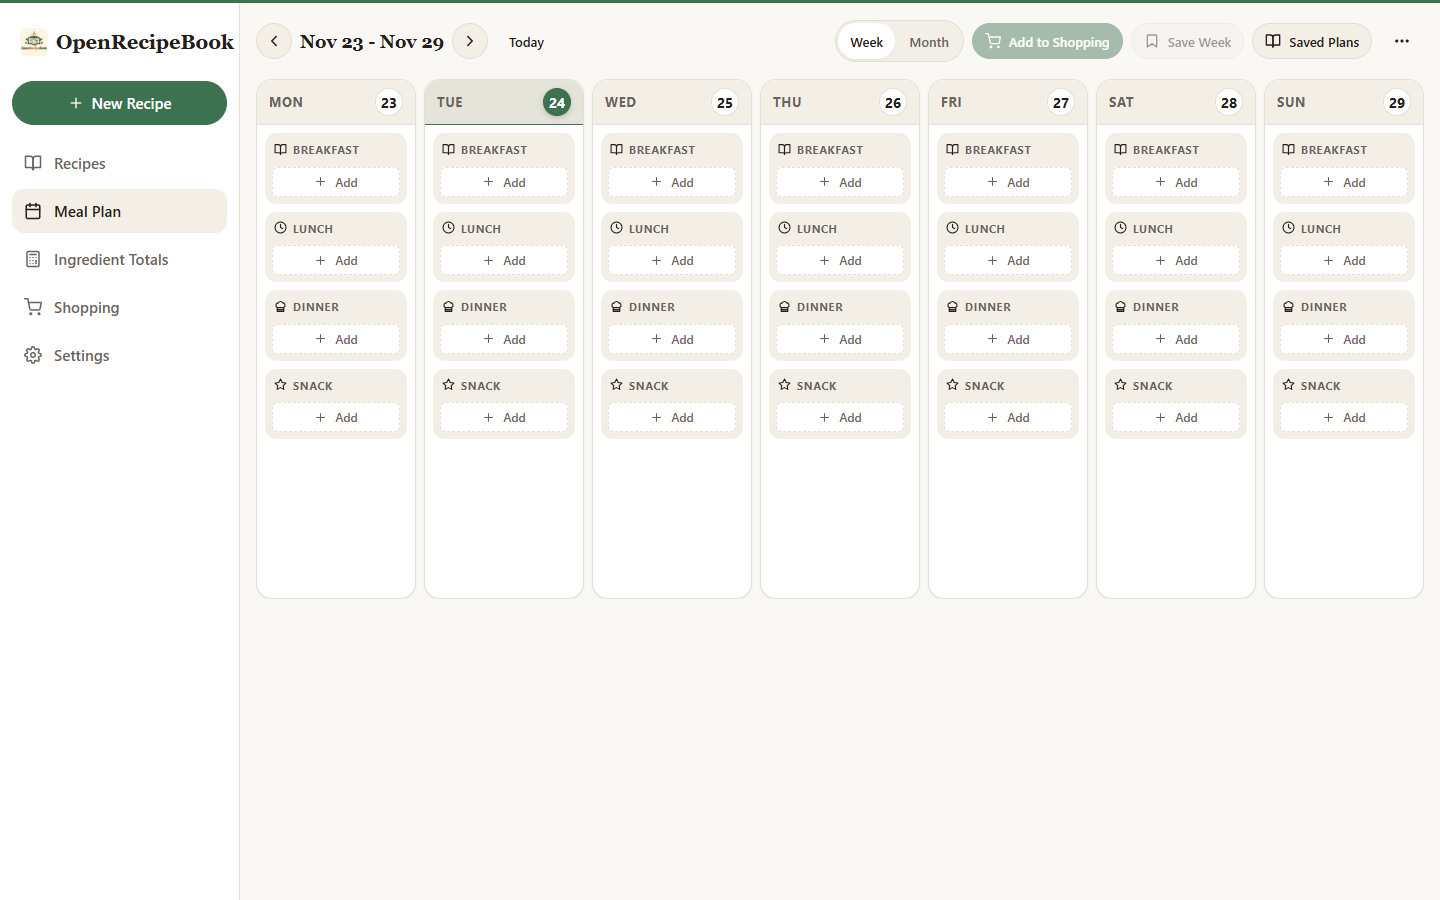 OpenRecipeBook
New Recipe
Recipes
Meal Plan
Ingredient Totals
Shopping
Settings
Nov 23 - Nov 29
Today
Week
Month
Add to Shopping
Save Week
Saved Plans
MON 23
BREAKFAST
Add
LUNCH
Add
DINNER
Add
SNACK
Add
TUE 24
BREAKFAST
Add
LUNCH
Add
DINNER
Add
SNACK
Add
WED 25
BREAKFAST
Add
LUNCH
Add
DINNER
Add
SNACK
Add
THU 26
BREAKFAST
Add
LUNCH
Add
DINNER
Add
SNACK
Add
FRI 27
BREAKFAST
Add
LUNCH
Add
DINNER
Add
SNACK
Add
SAT 28
BREAKFAST
Add
LUNCH
Add
DINNER
Add
SNACK
Add
SUN 29
BREAKFAST
Add
LUNCH
Add
DINNER
Add
SNACK
Add